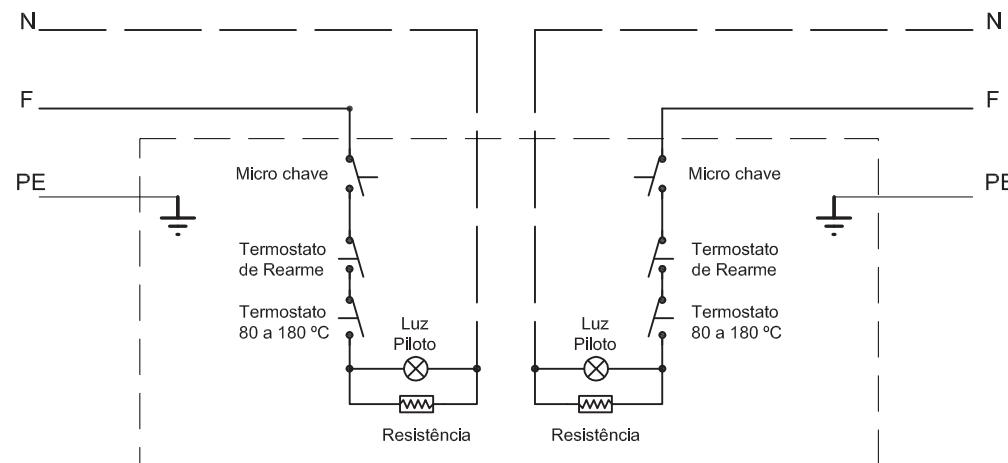 N
N
F
F
Micro chave
Micro chave
PE
PE
Termostato
de Rearme
Termostato
de Rearme
Termostato
80 a 180 ºC
Termostato
80 a 180 ºC
Luz
Piloto
Luz
Piloto
Resistência
Resistência